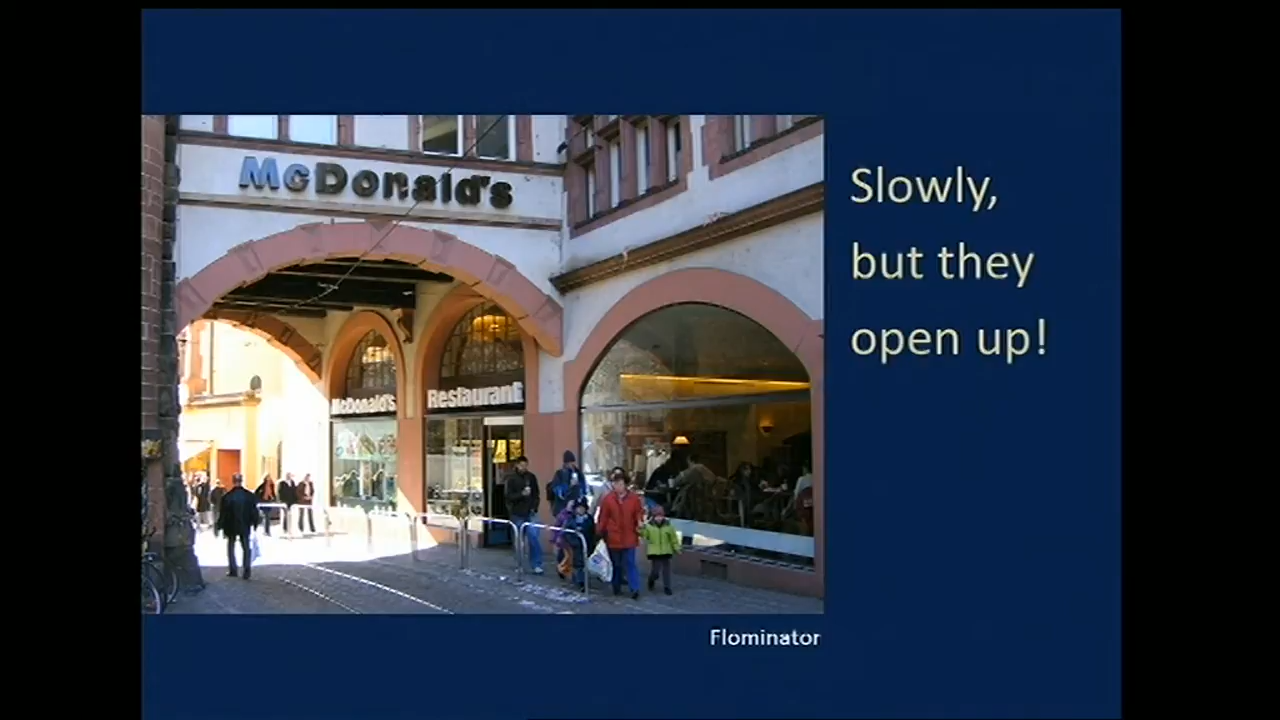 McDonald's
McDonald's
Restaurant
Slowly,
but they
open up!
Flominator